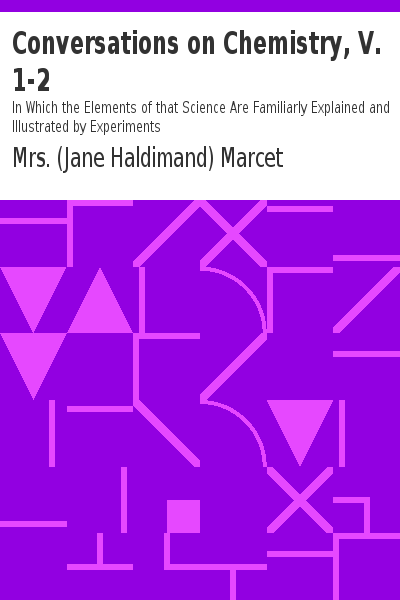 Conversations on Chemistry, V.
1-2
In Which the Elements of that Science Are Familiarly Explained and
Illustrated by Experiments
Mrs. (Jane Haldimand) Marcet